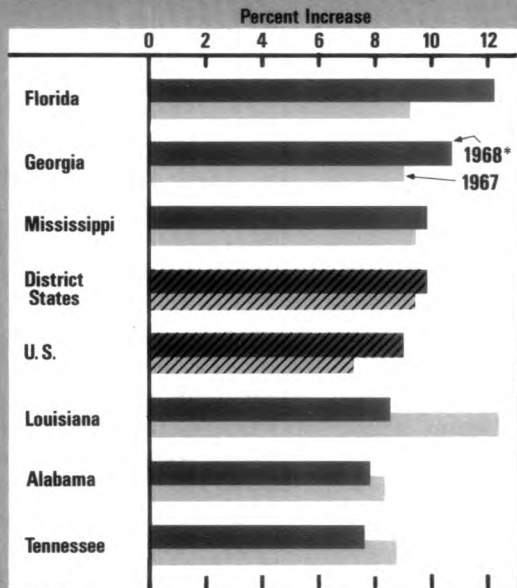 Percent Increase
0 2 4 6 8 10 12
Florida
Georgia
1968*
1967
Mississippi
District
States
U. S.
Louisiana
Alabama
Tennessee